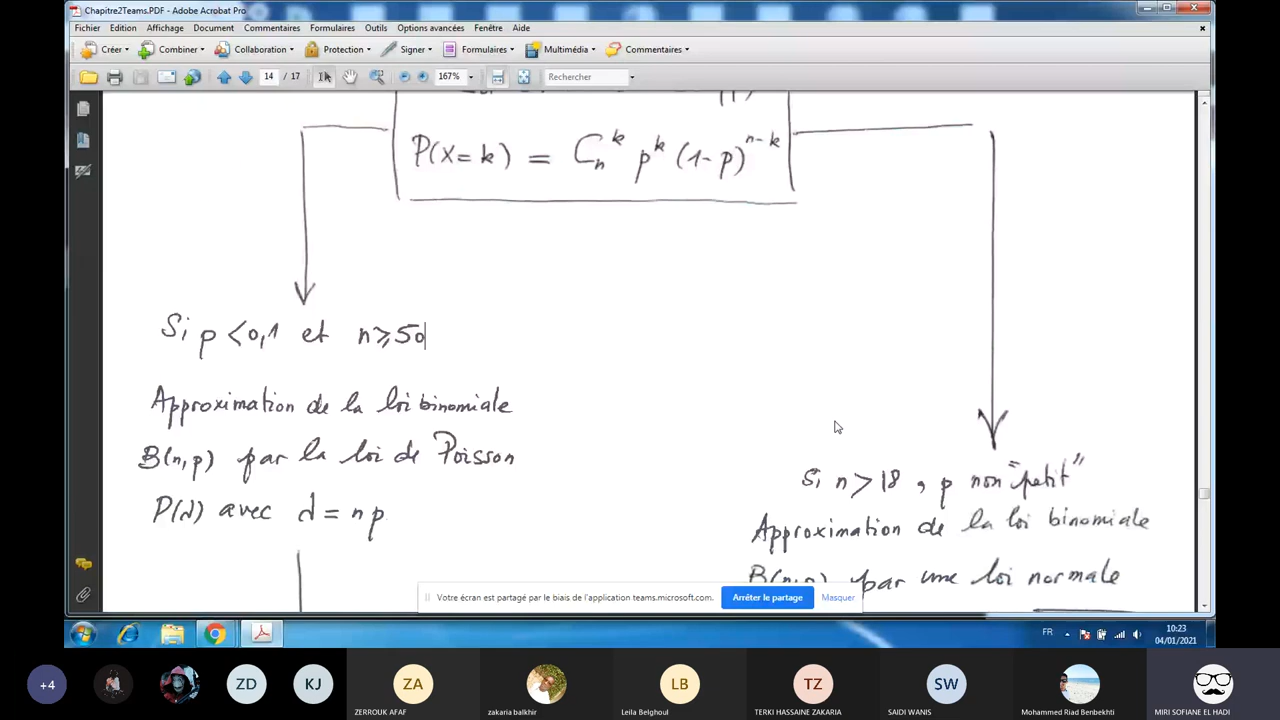 Chapitre2Teams.PDF - Adobe Acrobat Pro
Fichier Edition Affichage Document Commentaires Formulaires Outils Options avancées Fenêtre Aide
Créer Combiner Collaboration Protection Signer Formulaires Multimédia Commentaires
14 / 17 167% Rechercher
P(X=k) = C_n^k p^k (1-p)^{n-k}
Si p < 0,1 et n ≥ 50
Approximation de la loi binomiale
B(n,p) par la loi de Poisson
P(λ) avec λ = n p
Si n > 18 , p non "petit"
Approximation de la loi binomiale
B(n,p) par une loi normale
Votre écran est partagé par le biais de l'application teams.microsoft.com. Arrêter le partage Masquer
FR 10:23
04/01/2021
+4 ZD KJ ZA LB TZ SW
ZERROUK AFAF zakaria balkhir Leila Belghoul TERKI HASSAINE ZAKARIA SAIDI WANIS Mohammed Riad Benbekhti MIRI SOFIANE EL HADI